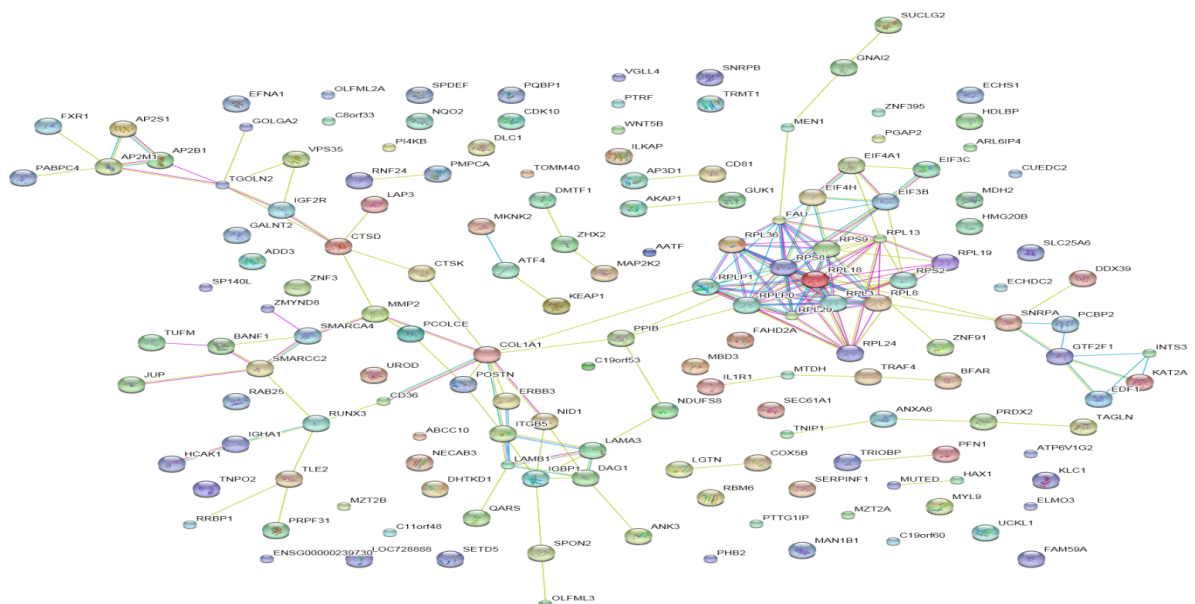 SUCLG2
GNAI2
SNRPB
VGLL4
EFNA1
OLFML2A
SPDEF
PQBP1
ECHS1
PTRF
TRMT1
FXR1
AP2S1
GOLGA2
C8orf33
NQO2
CDK10
ZNF395
HDLBP
MEN1
WNT5B
DLC1
PI4KB
ILKAP
PGAP2
ARL6IP4
AP2M1
AP2B1
VPS35
PABPC4
PMPCA
TOMM40
AP3D1
CD81
EIF4A1
EIF3C
CUEDC2
TGOLN2
RNF24
IGF2R
LAP3
DMTF1
AKAP1
GUK1
EIF4H
EIF3B
MDH2
GALNT2
MKNK2
FAU
HMG20B
CTSD
ZHX2
RPL36
RPS9
RPL13
ADD3
AATF
RPS8
RPL18
RPL19
SLC25A6
CTSK
ATF4
MAP2K2
RPS2
ECHDC2
DDX39
SP140L
ZNF3
KEAP1
RPLP1
RPLP0
RPL3
RPL8
ZMYND8
MMP2
RPL29
SNRPA
PCBP2
TUFM
BANF1
SMARCA4
PCOLCE
COL1A1
PPIB
FAHD2A
RPL24
ZNF91
GTF2F1
INTS3
JUP
SMARCC2
UROD
POSTN
C19orf53
MBD3
IL1R1
MTDH
TRAF4
BFAR
KAT2A
EDF1
RAB25
CD36
ERBB3
NID1
NDUFS8
SEC61A1
ANXA6
PRDX2
TAGLN
RUNX3
ITGB5
TNIP1
IGHA1
ABCC10
LAMA3
HCAK1
NECAB3
LAMB1
IGBP1
DAG1
LGTN
COX5B
TRIOBP
PFN1
ATP6V1G2
TNPO2
TLE2
DHTKD1
SERPINF1
MUTED
HAX1
KLC1
MZT2B
QARS
RBM6
MYL9
ELMO3
RRBP1
PRPF31
C11orf48
ANK3
PTTG1IP
MZT2A
UCKL1
ENSG00000239730
LOC728888
SETD5
SPON2
PHB2
MAN1B1
C19orf60
FAM59A
OLFML3